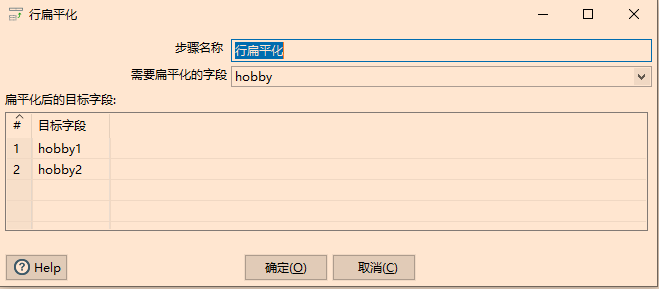 行扁平化
步骤名称 行扁平化
需要扁平化的字段 hobby
扁平化后的目标字段:
# 目标字段
1 hobby1
2 hobby2
Help 确定(O) 取消(C)